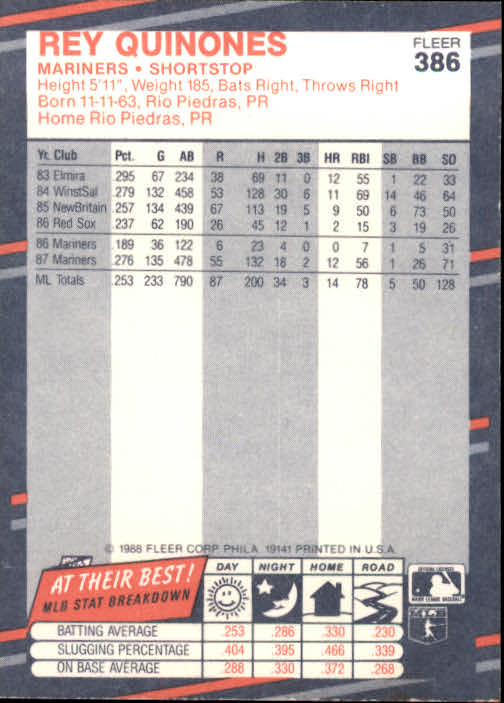 REY QUINONES
FLEER
386
MARINERS • SHORTSTOP
Height 5'11", Weight 185, Bats Right, Throws Right
Born 11-11-63, Rio Piedras, PR
Home Rio Piedras, PR
Yr. Club Pct. G AB R H 2B 3B HR RBI SB BB SO
83 Elmira .295 67 234 38 69 11 0 12 55 1 22 33
84 WinstSal .279 132 458 53 128 30 6 11 69 14 46 64
85 NewBritain .257 134 439 67 113 19 5 9 50 6 73 50
86 Red Sox .237 62 190 26 45 12 1 2 15 3 19 26
86 Mariners .189 36 122 6 23 4 0 0 7 1 5 31
87 Mariners .276 135 478 55 132 18 2 12 56 1 26 71
ML Totals .253 233 790 87 200 34 3 14 78 5 50 128
© 1988 FLEER CORP. PHILA. 19141 PRINTED IN U.S.A.
AT THEIR BEST!
MLB STAT BREAKDOWN
DAY NIGHT HOME ROAD
BATTING AVERAGE .253 .286 .330 .230
SLUGGING PERCENTAGE .404 .395 .466 .339
ON BASE AVERAGE .288 .330 .372 .268
OFFICIAL LICENSEE
MAJOR LEAGUE BASEBALL